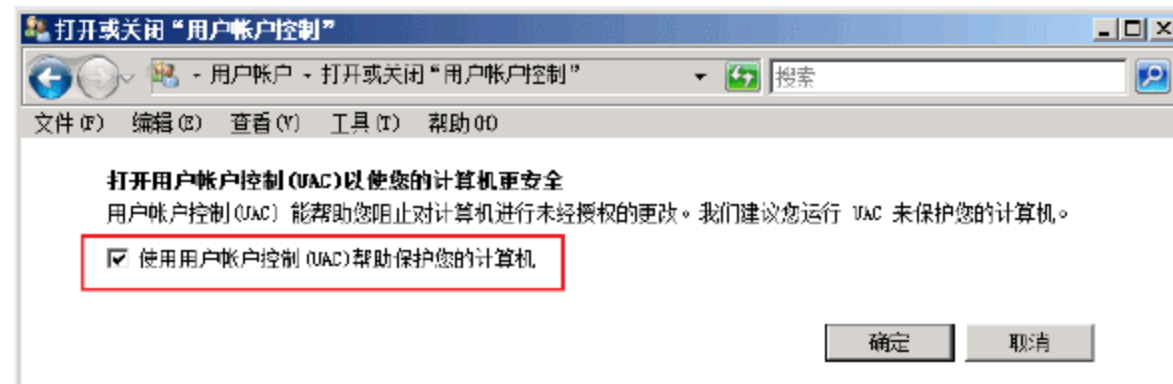 打开或关闭“用户帐户控制”
用户帐户 打开或关闭“用户帐户控制” 搜索
文件(F) 编辑(E) 查看(V) 工具(T) 帮助(H)
打开用户帐户控制(UAC)以使您的计算机更安全
用户帐户控制(UAC) 能帮助您阻止对计算机进行未经授权的更改。我们建议您运行 UAC 来保护您的计算机。
使用用户帐户控制(UAC)帮助保护您的计算机
确定 取消